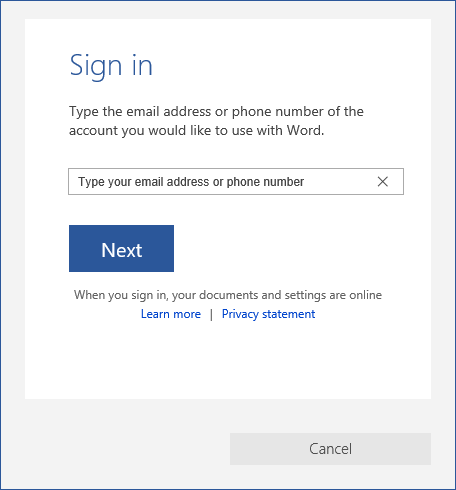 Sign in
Type the email address or phone number of the
account you would like to use with Word.
Type your email address or phone number
Next
When you sign in, your documents and settings are online
Learn more | Privacy statement
Cancel